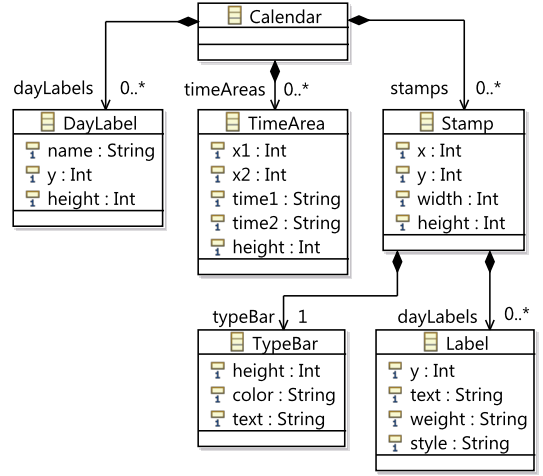 Calendar
dayLabels 0..*
timeAreas 0..*
stamps 0..*
DayLabel
name : String
y : Int
height : Int
TimeArea
x1 : Int
x2 : Int
time1 : String
time2 : String
height : Int
Stamp
x : Int
y : Int
width : Int
height : Int
typeBar 1
dayLabels 0..*
TypeBar
height : Int
color : String
text : String
Label
y : Int
text : String
weight : String
style : String